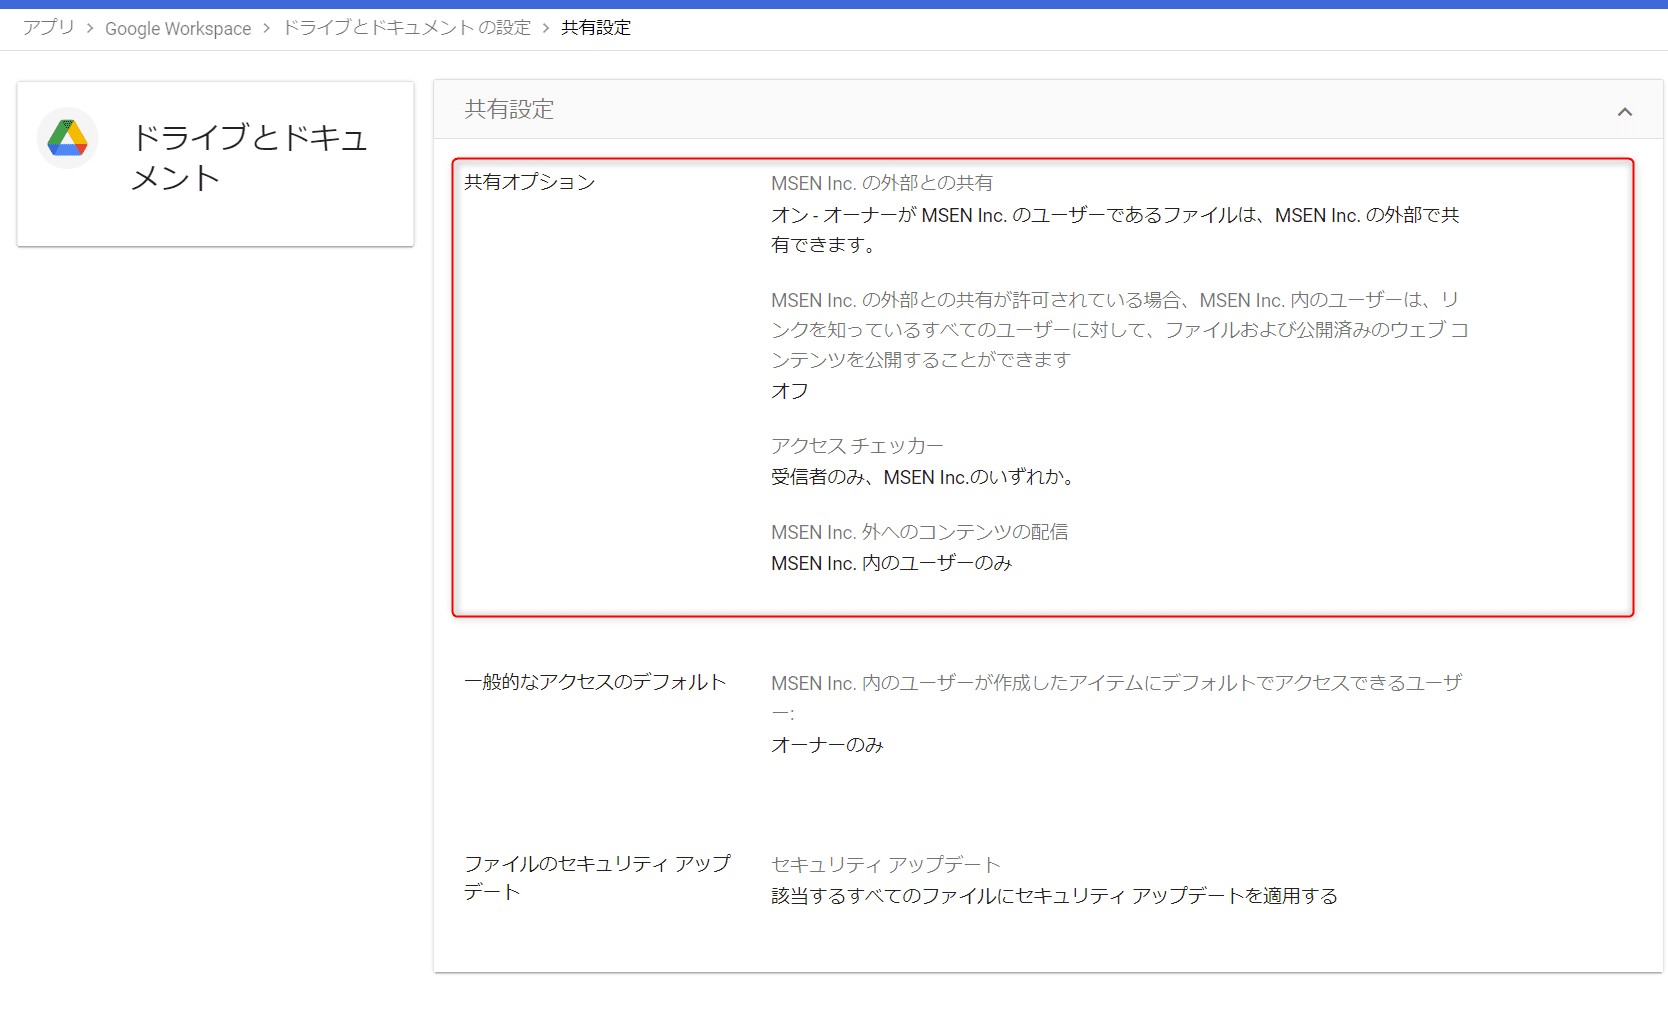 アプリ > Google Workspace > ドライブとドキュメント の設定 > 共有設定
ドライブとドキュ
メント
共有設定
共有オプション
MSEN Inc. の外部との共有
オン - オーナーが MSEN Inc. のユーザーであるファイルは、MSEN Inc. の外部で共
有できます。
MSEN Inc. の外部との共有が許可されている場合、MSEN Inc. 内のユーザーは、リ
ンクを知っているすべてのユーザーに対して、ファイルおよび公開済みのウェブ コ
ンテンツを公開することができます
オフ
アクセス チェッカー
受信者のみ、MSEN Inc.のいずれか。
MSEN Inc. 外へのコンテンツの配信
MSEN Inc. 内のユーザーのみ
一般的なアクセスのデフォルト
MSEN Inc. 内のユーザーが作成したアイテムにデフォルトでアクセスできるユーザ
ー:
オーナーのみ
ファイルのセキュリティ アップ
デート
セキュリティ アップデート
該当するすべてのファイルにセキュリティ アップデートを適用する